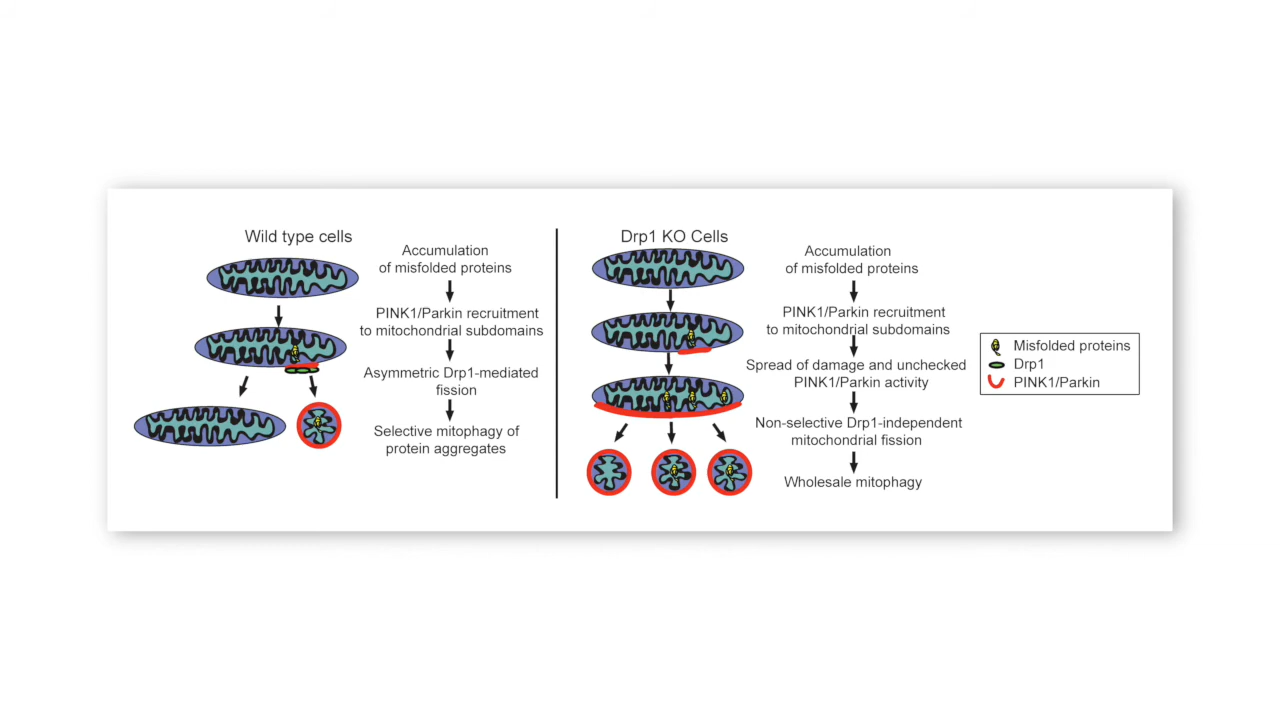 Wild type cells
Accumulation
of misfolded proteins
PINK1/Parkin recruitment
to mitochondrial subdomains
Asymmetric Drp1-mediated
fission
Selective mitophagy of
protein aggregates
Drp1 KO Cells
Accumulation
of misfolded proteins
PINK1/Parkin recruitment
to mitochondrial subdomains
Spread of damage and unchecked
PINK1/Parkin activity
Non-selective Drp1-independent
mitochondrial fission
Wholesale mitophagy
Misfolded proteins
Drp1
PINK1/Parkin